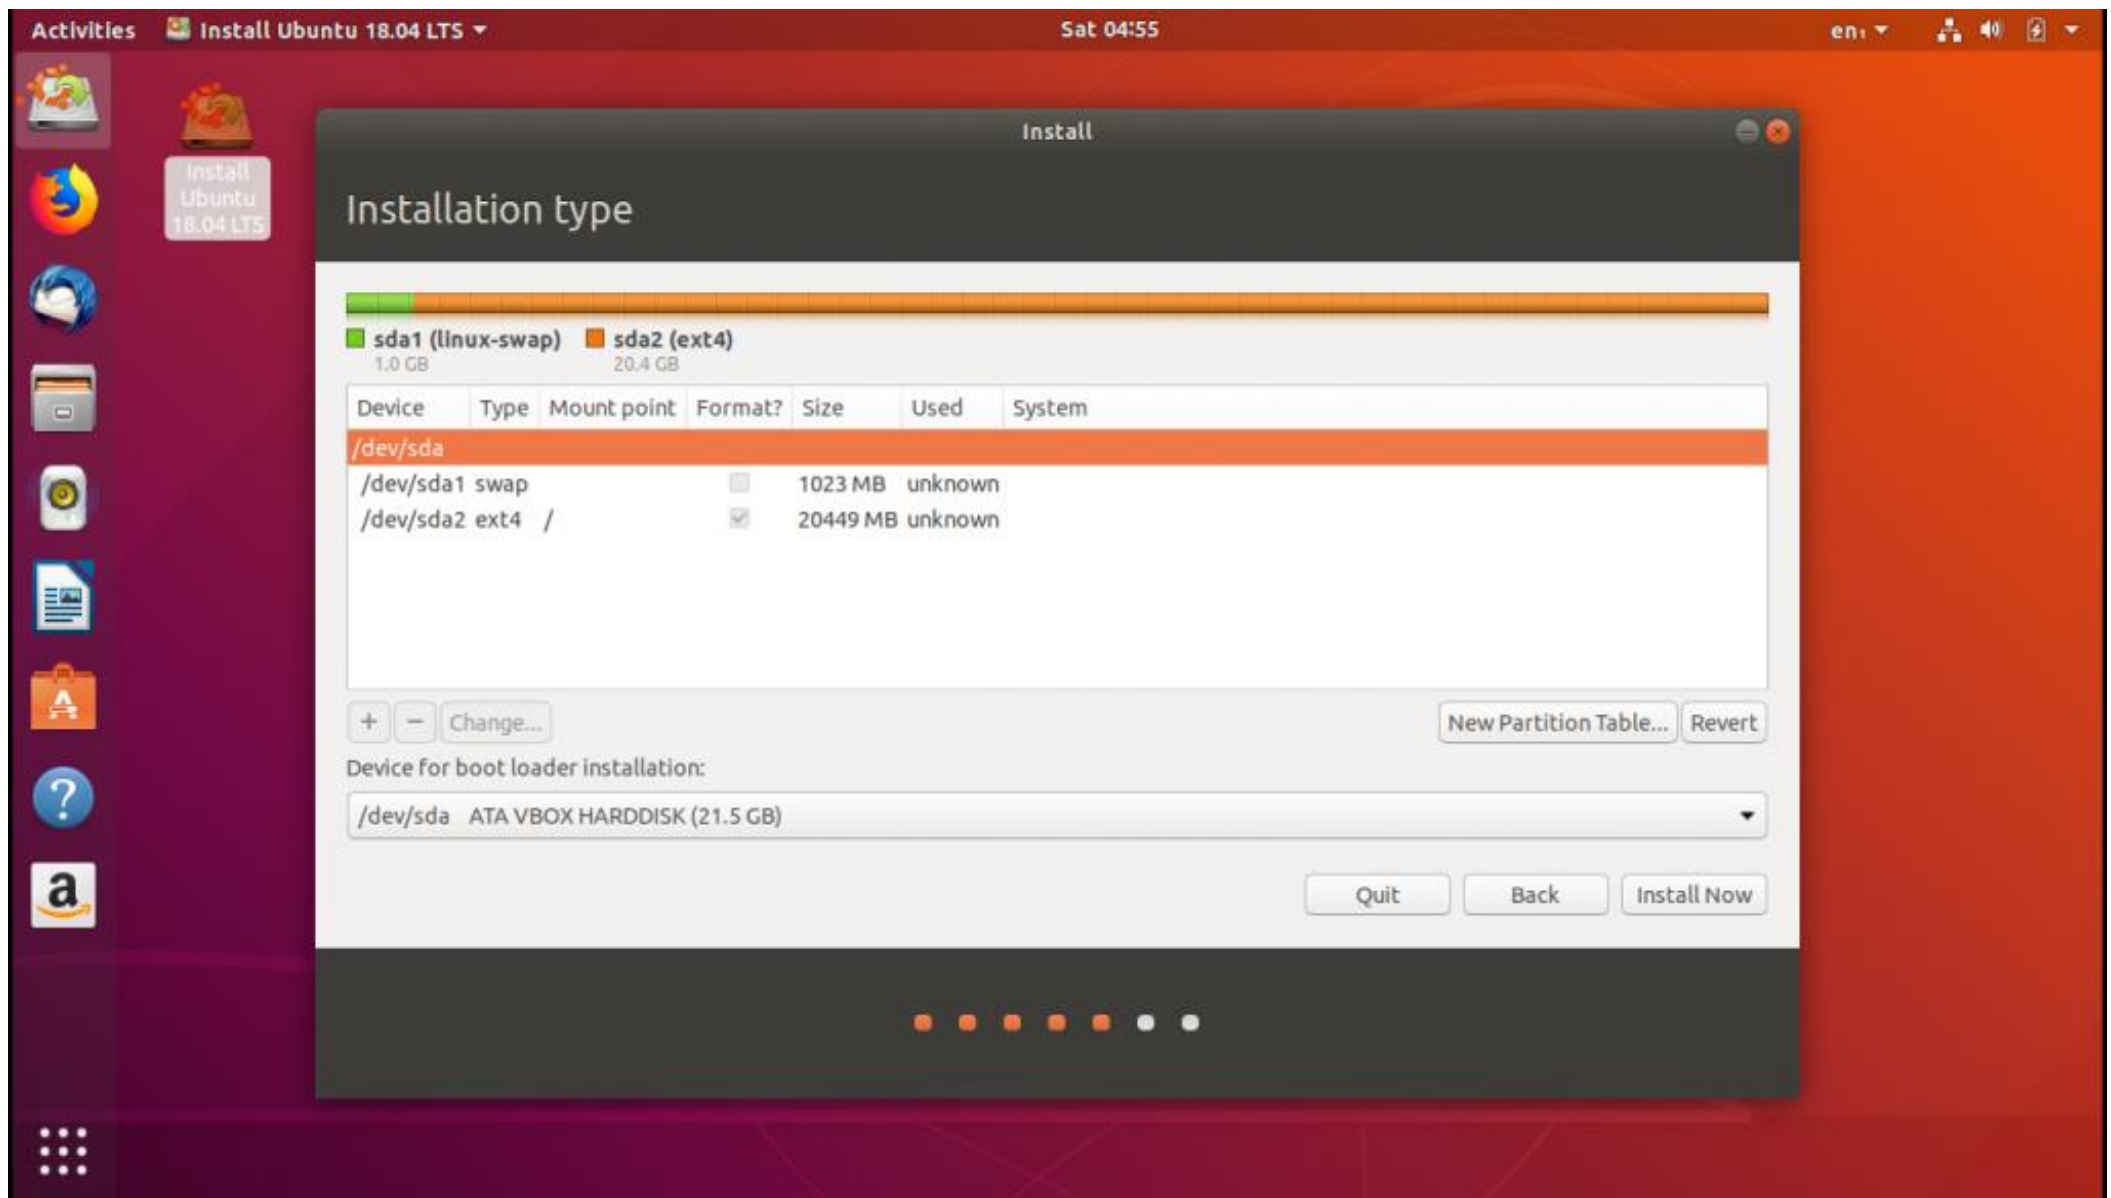 Activities Install Ubuntu 18.04 LTS Sat 04:55 en₁
Install
Ubuntu
18.04 LTS
Install
Installation type
sda1 (linux-swap) sda2 (ext4)
1.0 GB 20.4 GB
Device Type Mount point Format? Size Used System
/dev/sda
/dev/sda1 swap 1023 MB unknown
/dev/sda2 ext4 / 20449 MB unknown
+ − Change... New Partition Table... Revert
Device for boot loader installation:
/dev/sda ATA VBOX HARDDISK (21.5 GB)
Quit Back Install Now